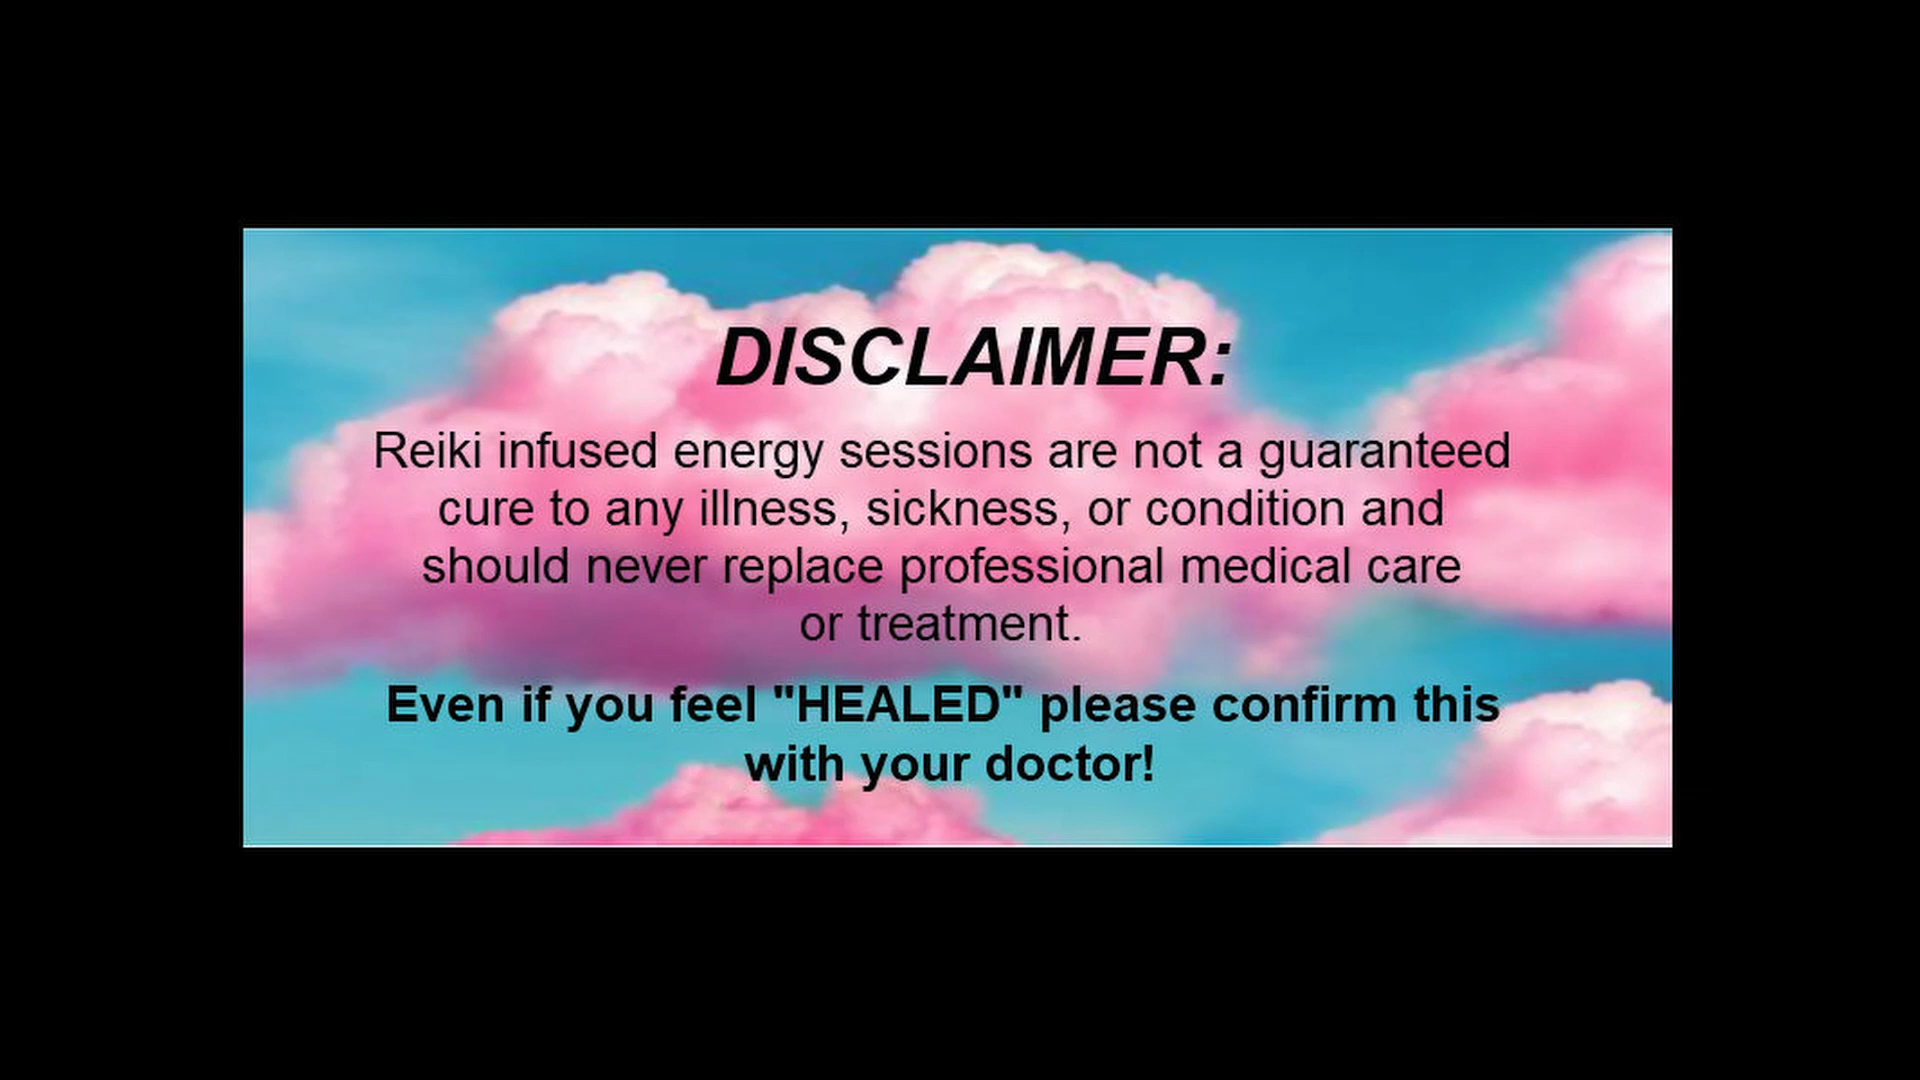 DISCLAIMER:
Reiki infused energy sessions are not a guaranteed
cure to any illness, sickness, or condition and
should never replace professional medical care
or treatment.
Even if you feel "HEALED" please confirm this
with your doctor!